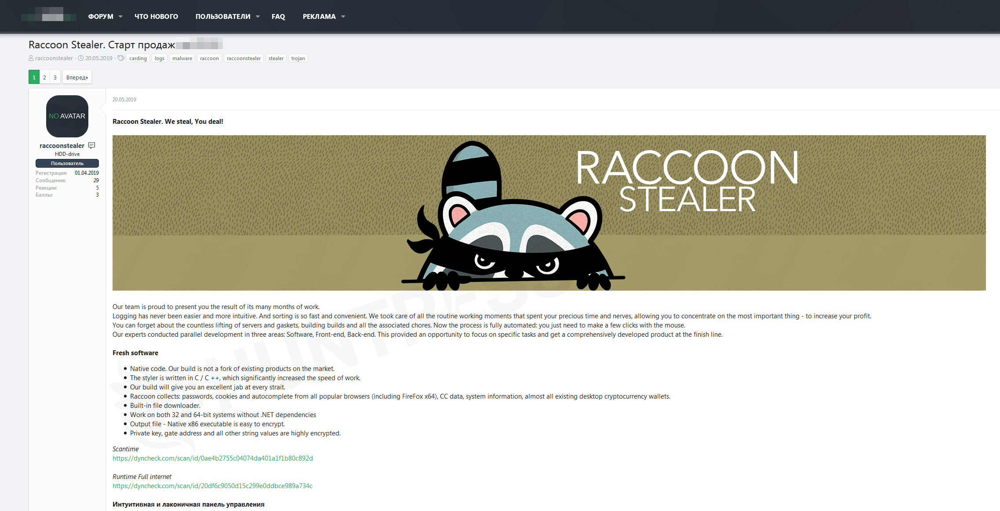 ФОРУМ ЧТО НОВОГО ПОЛЬЗОВАТЕЛИ FAQ РЕКЛАМА
Raccoon Stealer. Старт продаж
raccoonstealer · 20.05.2019 · carding logs malware raccoon raccoonstealer stealer trojan
1 2 3 Вперед
NO AVATAR
raccoonstealer
HDD-drive
Пользователь
Регистрация: 01.04.2019
Сообщения: 29
Реакции: 5
Баллы: 3
20.05.2019
Raccoon Stealer. We steal, You deal!
RACCOON
STEALER
Our team is proud to present you the result of its many months of work.
Logging has never been easier and more intuitive. And sorting is so fast and convenient. We took care of all the routine working moments that spent your precious time and nerves, allowing you to concentrate on the most important thing - to increase your profit.
You can forget about the countless lifting of servers and gaskets, building builds and all the associated chores. Now the process is fully automated: you just need to make a few clicks with the mouse.
Our experts conducted parallel development in three areas: Software, Front-end, Back-end. This provided an opportunity to focus on specific tasks and get a comprehensively developed product at the finish line.
Fresh software
• Native code. Our build is not a fork of existing products on the market.
• The styler is written in C / C ++, which significantly increased the speed of work.
• Our build will give you an excellent jab at every strait.
• Raccoon collects: passwords, cookies and autocomplete from all popular browsers (including FireFox x64), CC data, system information, almost all existing desktop cryptocurrency wallets.
• Built-in file downloader.
• Work on both 32 and 64-bit systems without .NET dependencies
• Output file - Native x86 executable is easy to encrypt.
• Private key, gate address and all other string values are highly encrypted.
Scantime
https://dyncheck.com/scan/id/0ae4b2755c04074da401a1f1b80c892d
Runtime Full internet
https://dyncheck.com/scan/id/20df6c9050d15c299e0ddbce989a734c
Интуитивная и лаконичная панель управления
HUNTRESS